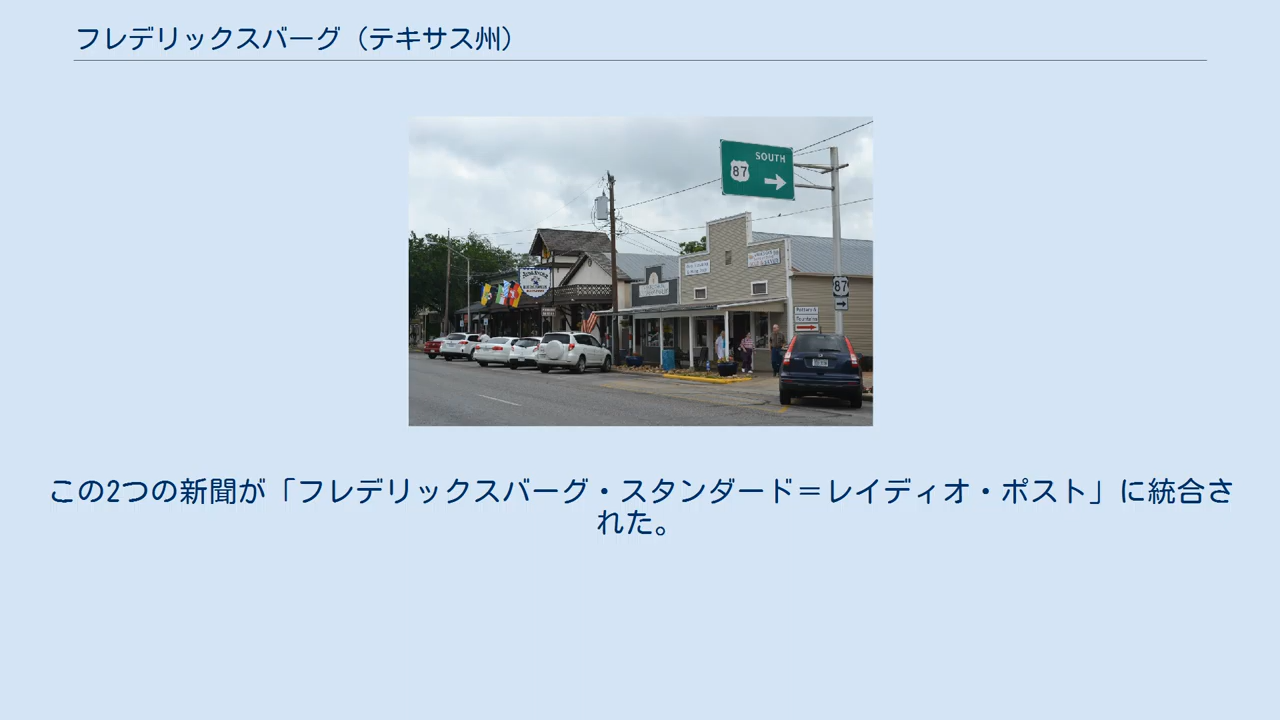 フレデリックスバーグ（テキサス州）
SOUTH
87
87
この2つの新聞が「フレデリックスバーグ・スタンダード＝レイディオ・ポスト」に統合さ
れた。